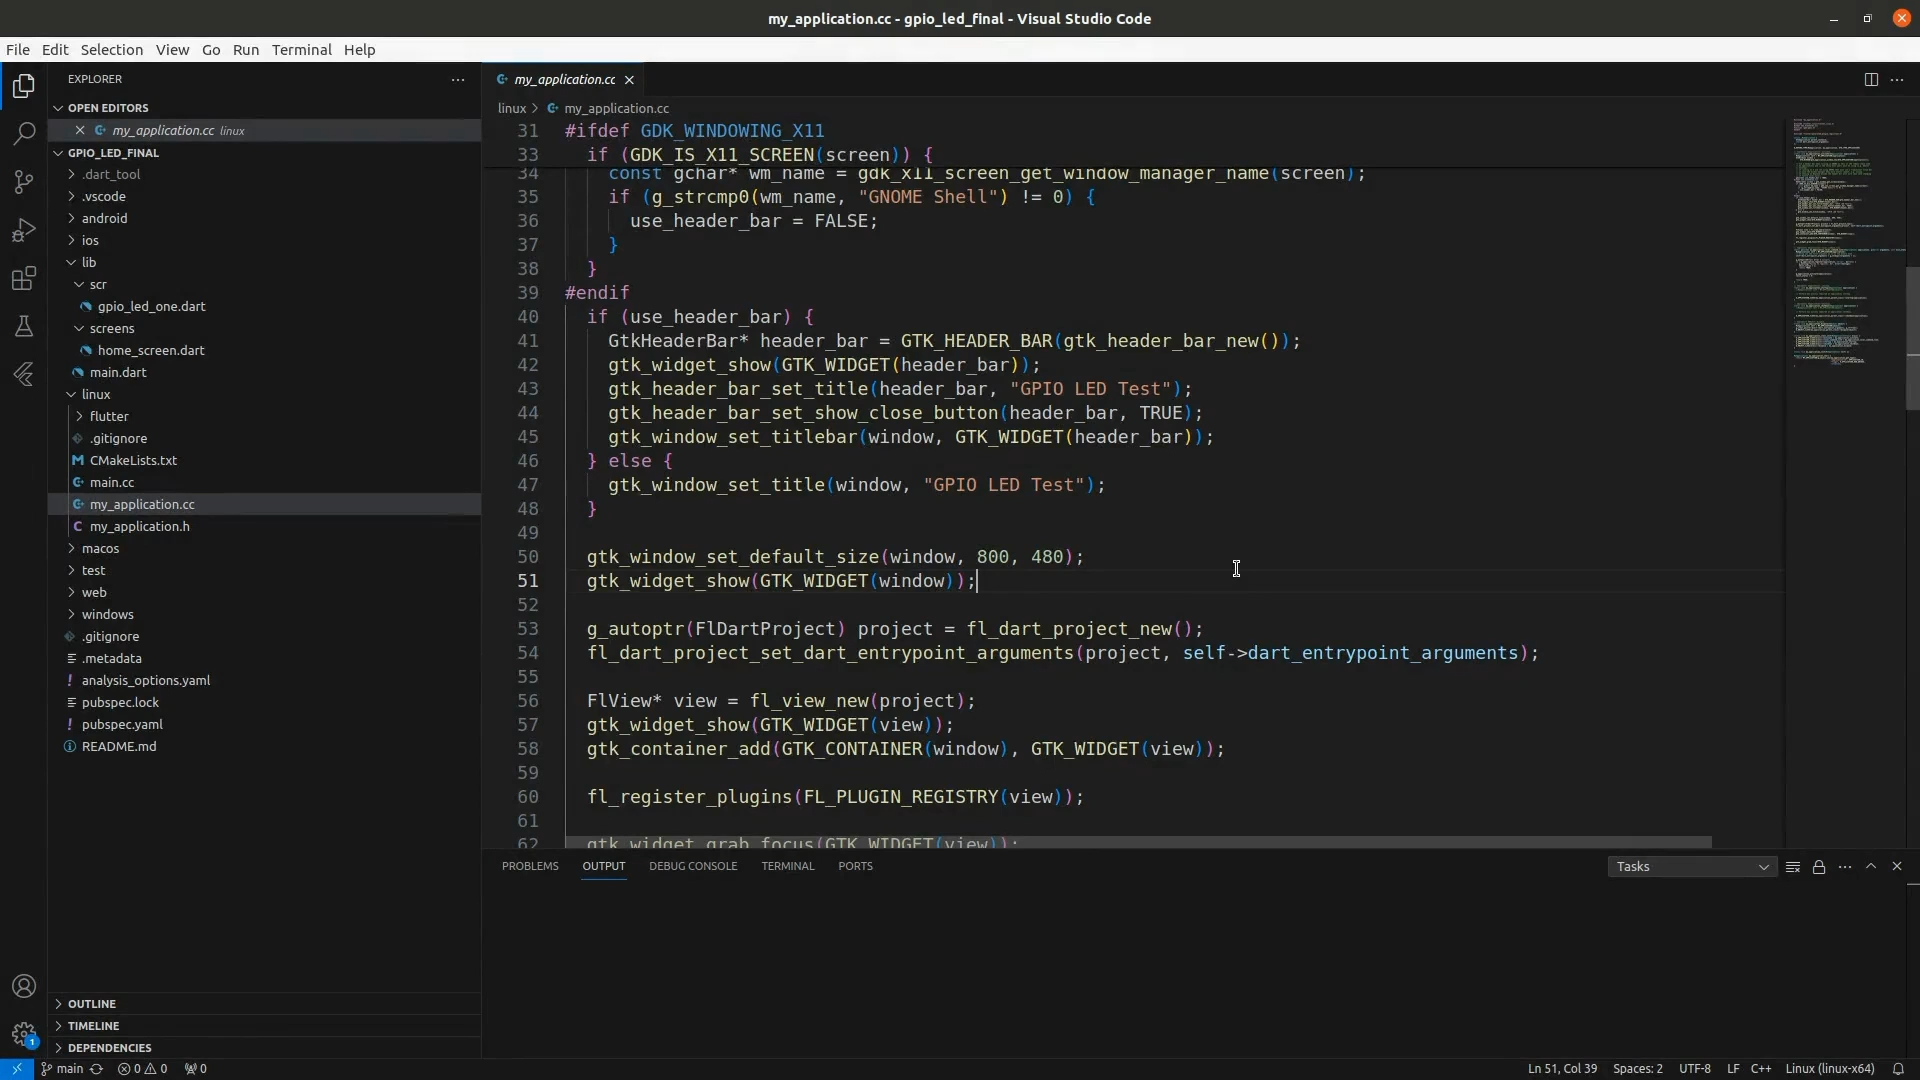 my_application.cc - gpio_led_final - Visual Studio Code
File Edit Selection View Go Run Terminal Help
EXPLORER
OPEN EDITORS
my_application.cc linux
GPIO_LED_FINAL
.dart_tool
.vscode
android
ios
lib
scr
gpio_led_one.dart
screens
home_screen.dart
main.dart
linux
flutter
.gitignore
CMakeLists.txt
main.cc
my_application.cc
my_application.h
macos
test
web
windows
.gitignore
.metadata
analysis_options.yaml
pubspec.lock
pubspec.yaml
README.md
OUTLINE
TIMELINE
DEPENDENCIES
my_application.cc
linux > my_application.cc
31 #ifdef GDK_WINDOWING_X11
33 if (GDK_IS_X11_SCREEN(screen)) {
34 const gchar* wm_name = gdk_x11_screen_get_window_manager_name(screen);
35 if (g_strcmp0(wm_name, "GNOME Shell") != 0) {
36 use_header_bar = FALSE;
37 }
38 }
39 #endif
40 if (use_header_bar) {
41 GtkHeaderBar* header_bar = GTK_HEADER_BAR(gtk_header_bar_new());
42 gtk_widget_show(GTK_WIDGET(header_bar));
43 gtk_header_bar_set_title(header_bar, "GPIO LED Test");
44 gtk_header_bar_set_show_close_button(header_bar, TRUE);
45 gtk_window_set_titlebar(window, GTK_WIDGET(header_bar));
46 } else {
47 gtk_window_set_title(window, "GPIO LED Test");
48 }
49
50 gtk_window_set_default_size(window, 800, 480);
51 gtk_widget_show(GTK_WIDGET(window));
52
53 g_autoptr(FlDartProject) project = fl_dart_project_new();
54 fl_dart_project_set_dart_entrypoint_arguments(project, self->dart_entrypoint_arguments);
55
56 FlView* view = fl_view_new(project);
57 gtk_widget_show(GTK_WIDGET(view));
58 gtk_container_add(GTK_CONTAINER(window), GTK_WIDGET(view));
59
60 fl_register_plugins(FL_PLUGIN_REGISTRY(view));
61
62 gtk_widget_grab_focus(GTK_WIDGET(view));
PROBLEMS OUTPUT DEBUG CONSOLE TERMINAL PORTS
Tasks
1
main 0 0 0
Ln 51, Col 39 Spaces: 2 UTF-8 LF C++ Linux (linux-x64)